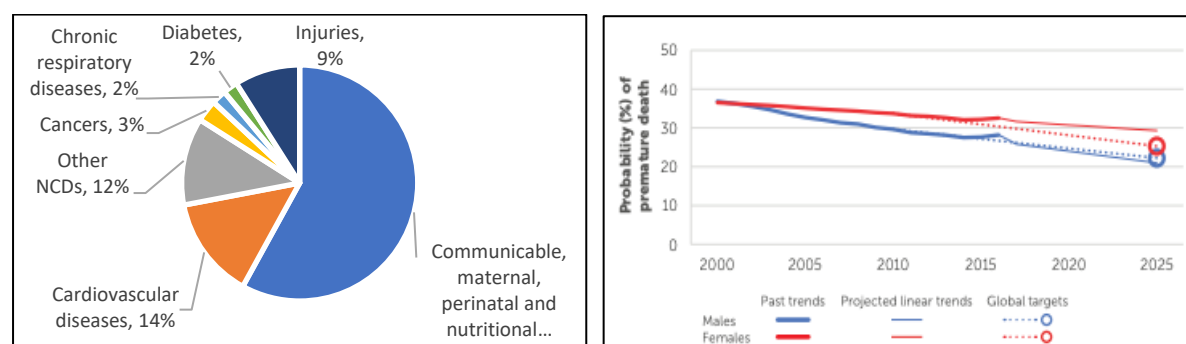 Chronic
respiratory
diseases, 2%
Diabetes,
2%
Injuries,
9%
Cancers, 3%
Other
NCDs, 12%
Cardiovascular
diseases, 14%
Communicable,
maternal,
perinatal and
nutritional...
Probability (%) of
premature death
50
40
30
20
10
0
2000
2005
2010
2015
2020
2025
Past trends
Projected linear trends
Global targets
Males
Females